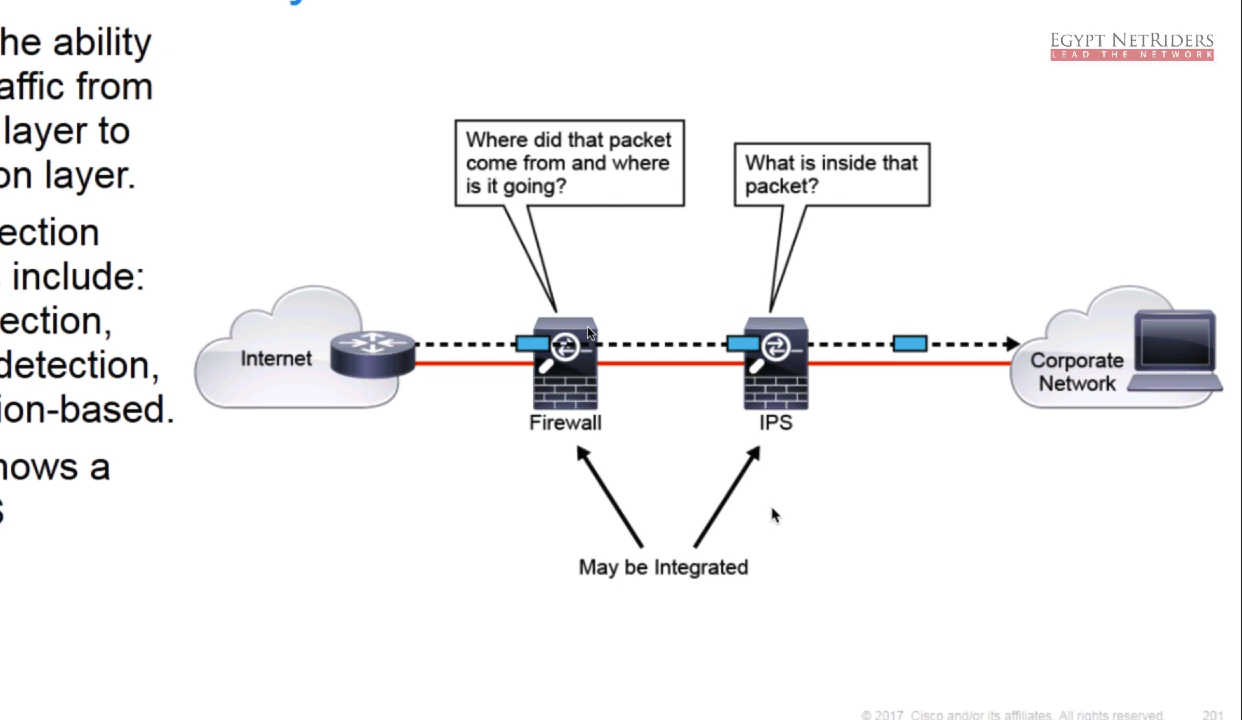 EGYPT NETRIDERS
LEAD THE NETWORK
he ability
affic from
layer to
on layer.
ection
include:
ection,
detection,
ion-based.
nows a
S
Where did that packet
come from and where
is it going?
What is inside that
packet?
Internet
Firewall
IPS
Corporate
Network
May be Integrated
© 2017 Cisco and/or its affiliates. All rights reserved. 201